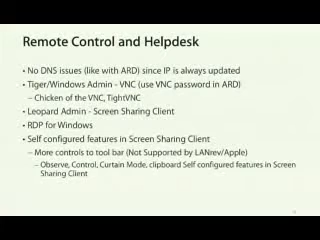 Remote Control and Helpdesk
• No DNS issues (like with ARD) since IP is always updated
• Tiger/Windows Admin - VNC (use VNC password in ARD)
– Chicken of the VNC, TightVNC
• Leopard Admin - Screen Sharing Client
• RDP for Windows
• Self configured features in Screen Sharing Client
– More controls to tool bar (Not Supported by LANrev/Apple)
– Observe, Control, Curtain Mode, clipboard Self configured features in Screen
Sharing Client